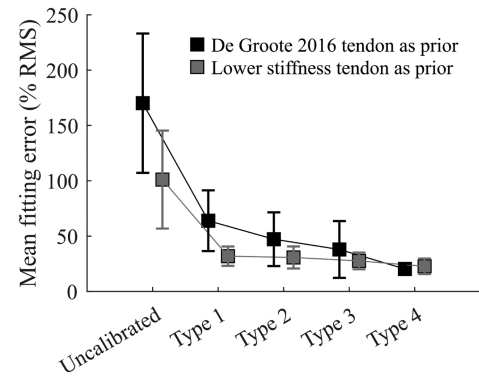 Mean fitting error (% RMS)
250
200
150
100
50
0
De Groote 2016 tendon as prior
Lower stiffness tendon as prior
Uncalibrated
Type 1
Type 2
Type 3
Type 4